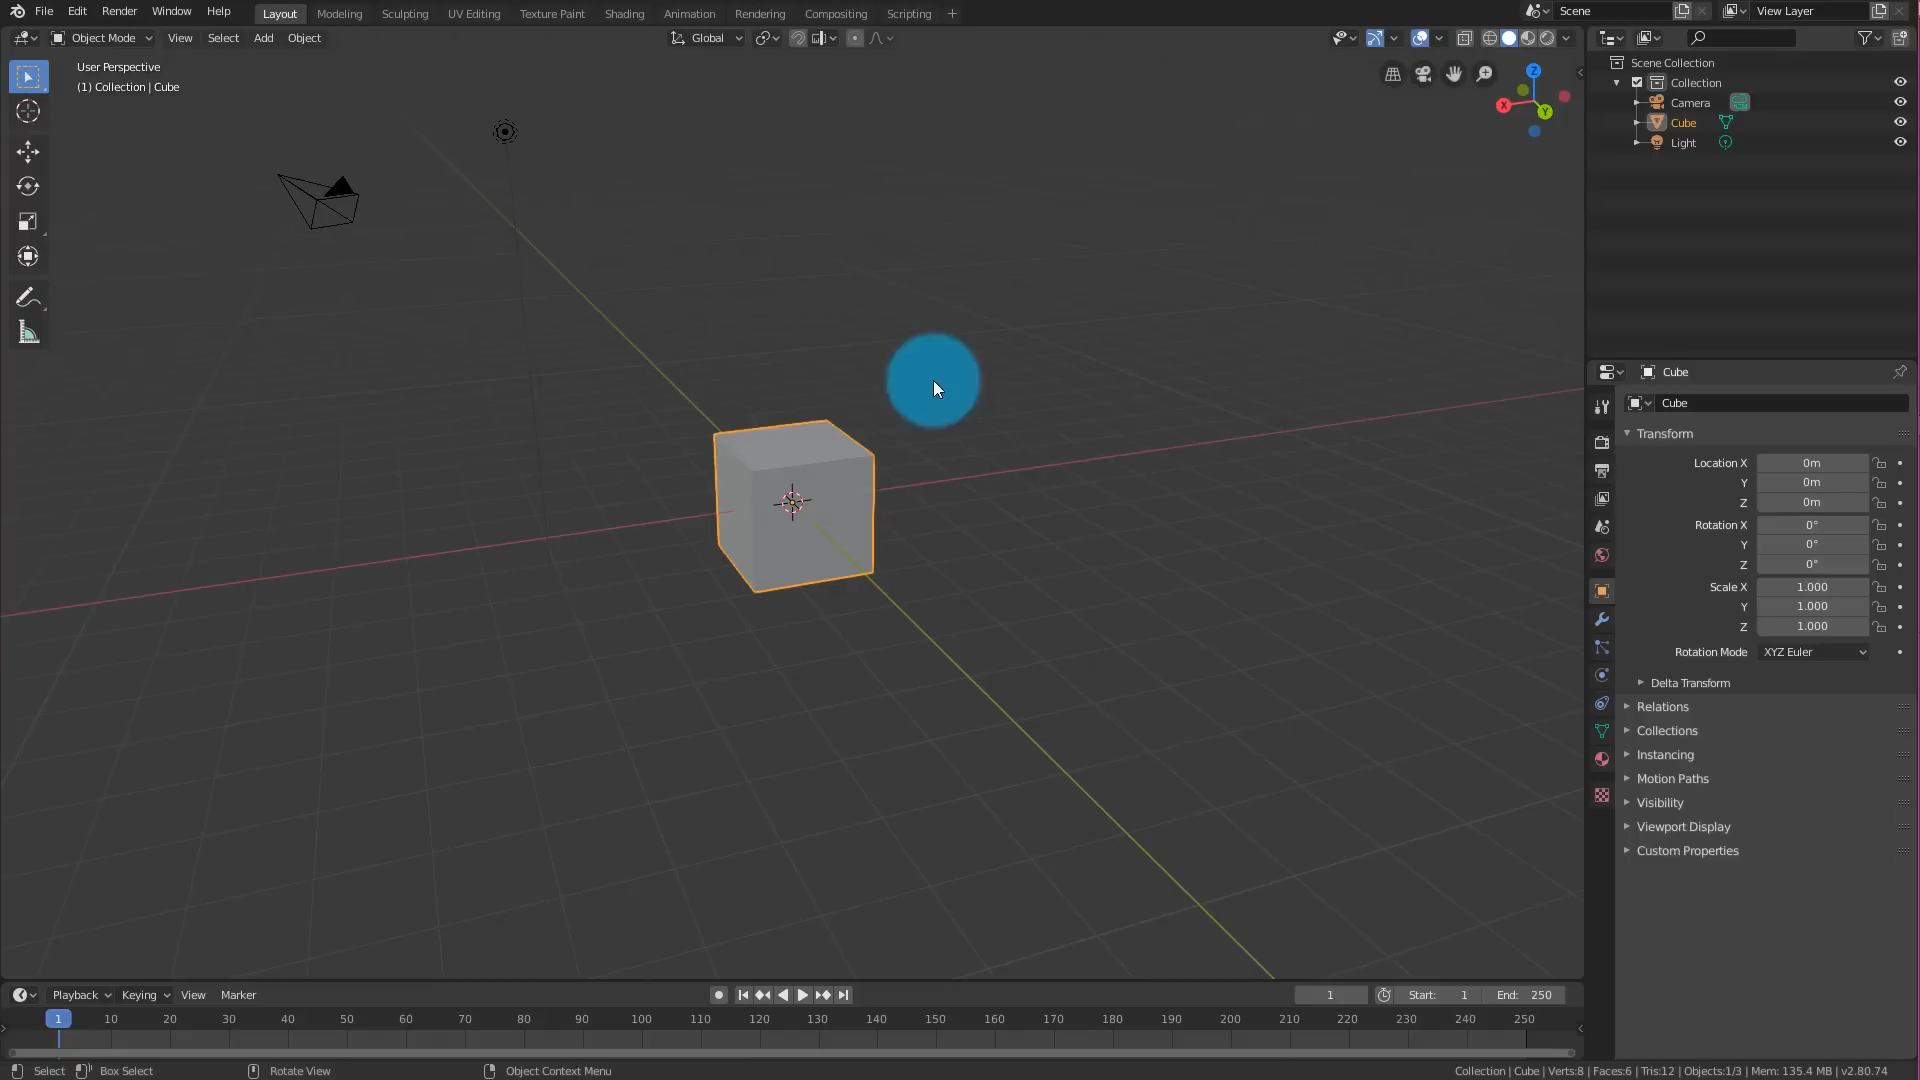 File Edit Render Window Help Layout Modeling Sculpting UV Editing Texture Paint Shading Animation Rendering Compositing Scripting + Scene View Layer
Object Mode View Select Add Object Global
User Perspective
(1) Collection | Cube
Z
X
Y
Scene Collection
Collection
Camera
Cube
Light
Cube
Cube
Transform
Location X 0m
Y 0m
Z 0m
Rotation X 0°
Y 0°
Z 0°
Scale X 1.000
Y 1.000
Z 1.000
Rotation Mode XYZ Euler
Delta Transform
Relations
Collections
Instancing
Motion Paths
Visibility
Viewport Display
Custom Properties
Playback Keying View Marker 1 Start: 1 End: 250
1 10 20 30 40 50 60 70 80 90 100 110 120 130 140 150 160 170 180 190 200 210 220 230 240 250
Select Box Select Rotate View Object Context Menu Collection | Cube | Verts:8 | Faces:6 | Tris:12 | Objects:1/3 | Mem: 135.4 MB | v2.80.74